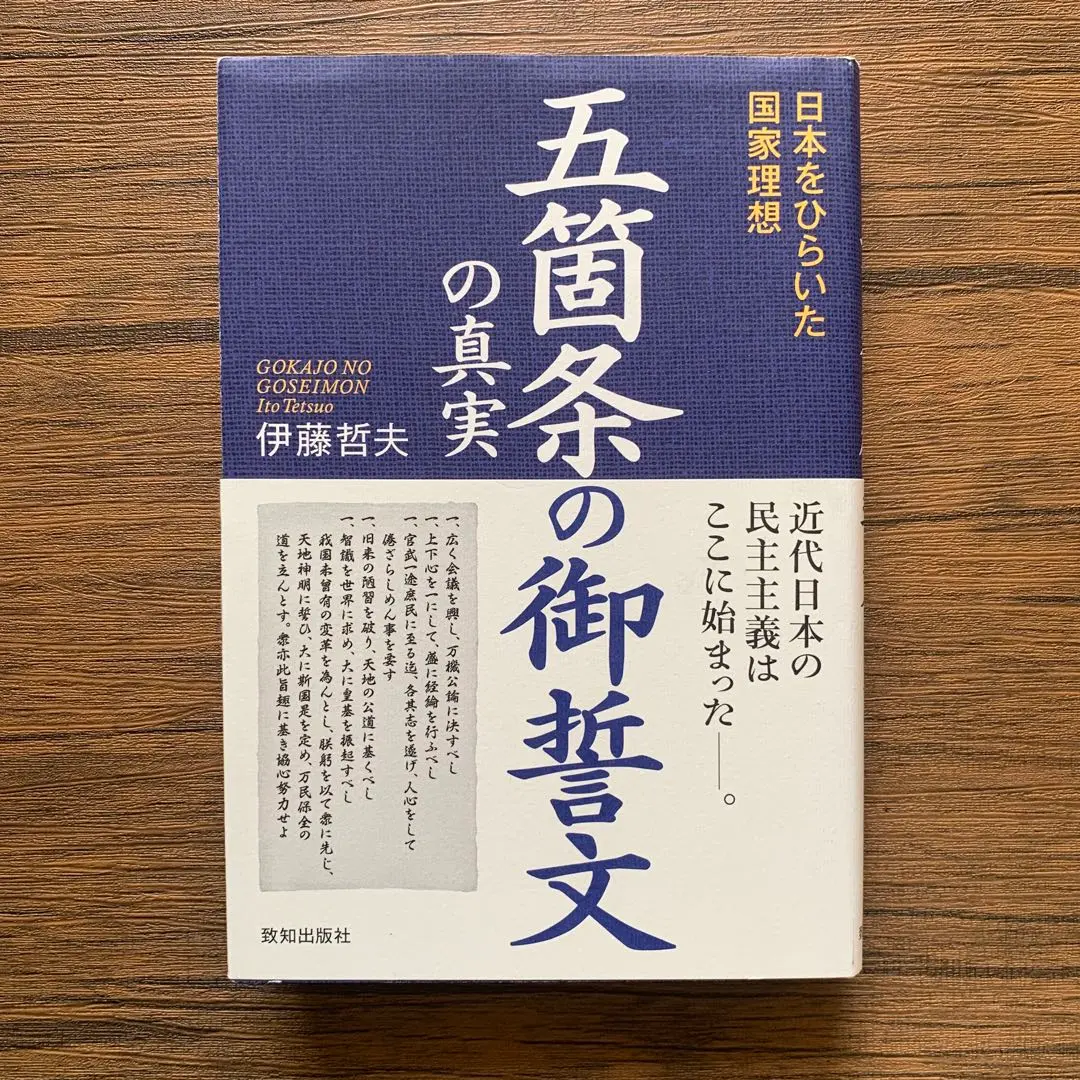 日本をひらいた
国家理想
五箇条の御誓文
の真実
GOKAJO NO
GOSEIMON
Ito Tetsuo
伊藤哲夫
近代日本の
民主主義は
ここに始まった――。
一、広く会議を興し、万機公論に決すべし
一、上下心を一にして、盛に経綸を行ふべし
一、官武一途庶民に至る迄、各其志を遂げ、人心をして
倦ざらしめん事を要す
一、旧来の陋習を破り、天地の公道に基くべし
一、智識を世界に求め、大に皇基を振起すべし
我国未曾有の変革を為んとし、朕躬を以て衆に先じ、
天地神明に誓ひ、大に斯国是を定め、万民保全の
道を立んとす。衆亦此旨趣に基き協心努力せよ
致知出版社